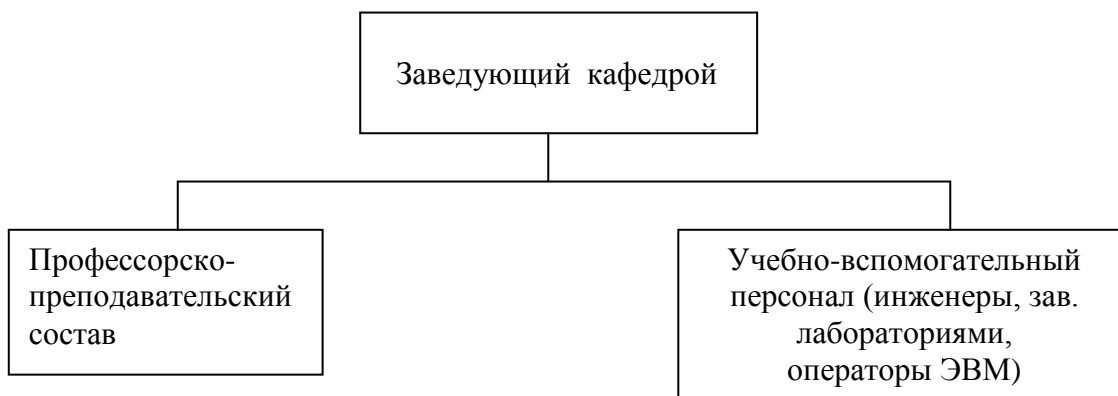 Заведующий кафедрой
Профессорско-
преподавательский
состав
Учебно-вспомогательный
персонал (инженеры, зав.
лабораториями,
операторы ЭВМ)